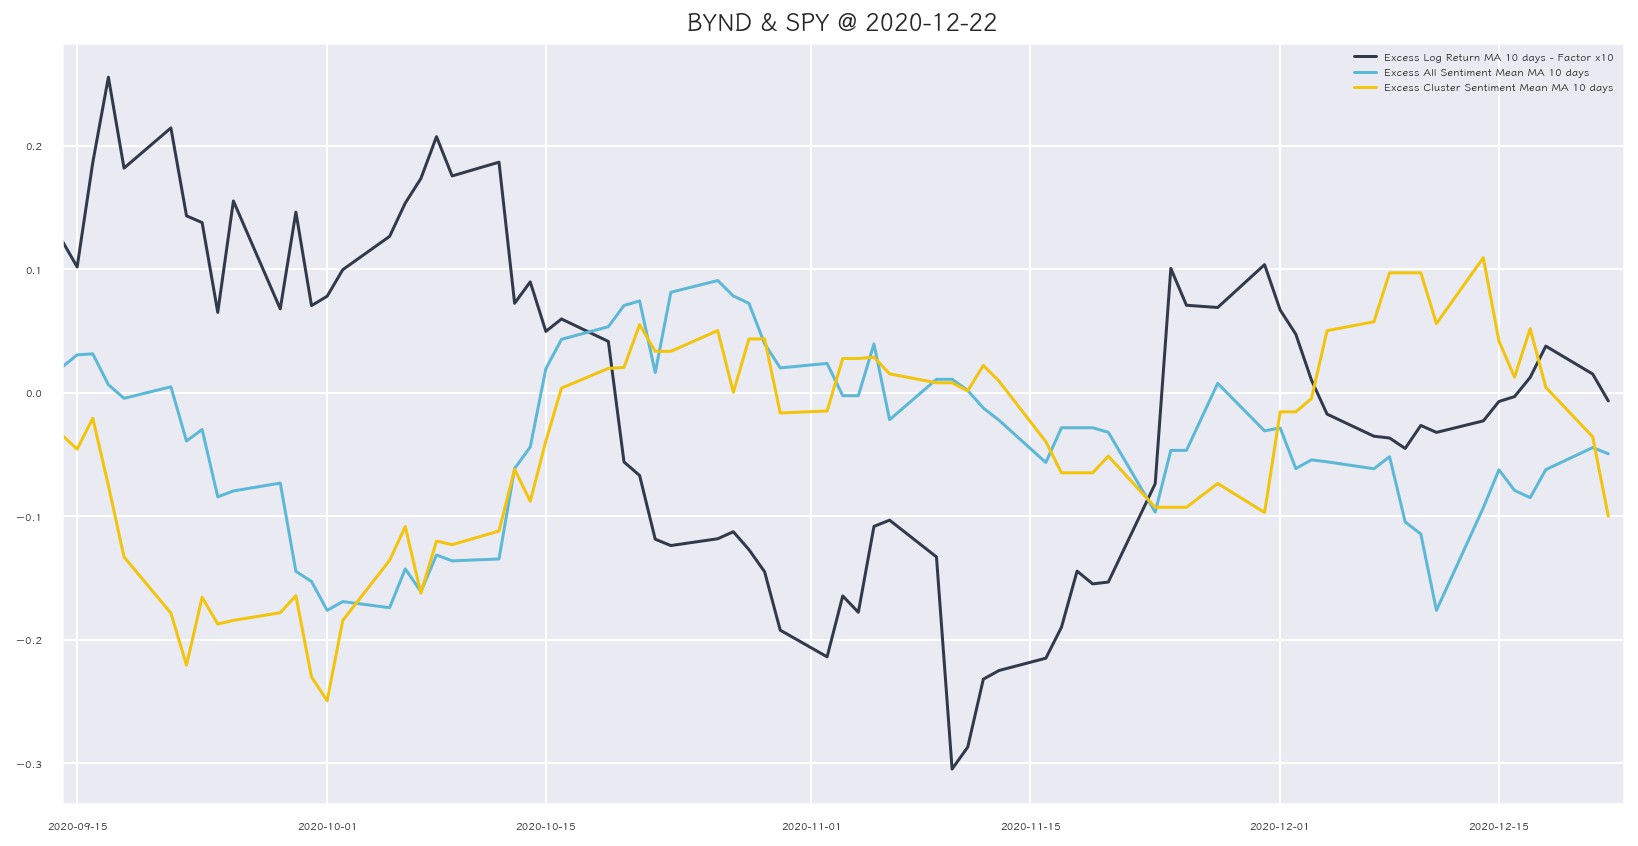 BYND & SPY @ 2020-12-22
Excess Log Return MA 10 days - Factor x10
Excess All Sentiment Mean MA 10 days
Excess Cluster Sentiment Mean MA 10 days
0.2
0.1
0.0
−0.1
−0.2
−0.3
2020-09-15 2020-10-01 2020-10-15 2020-11-01 2020-11-15 2020-12-01 2020-12-15